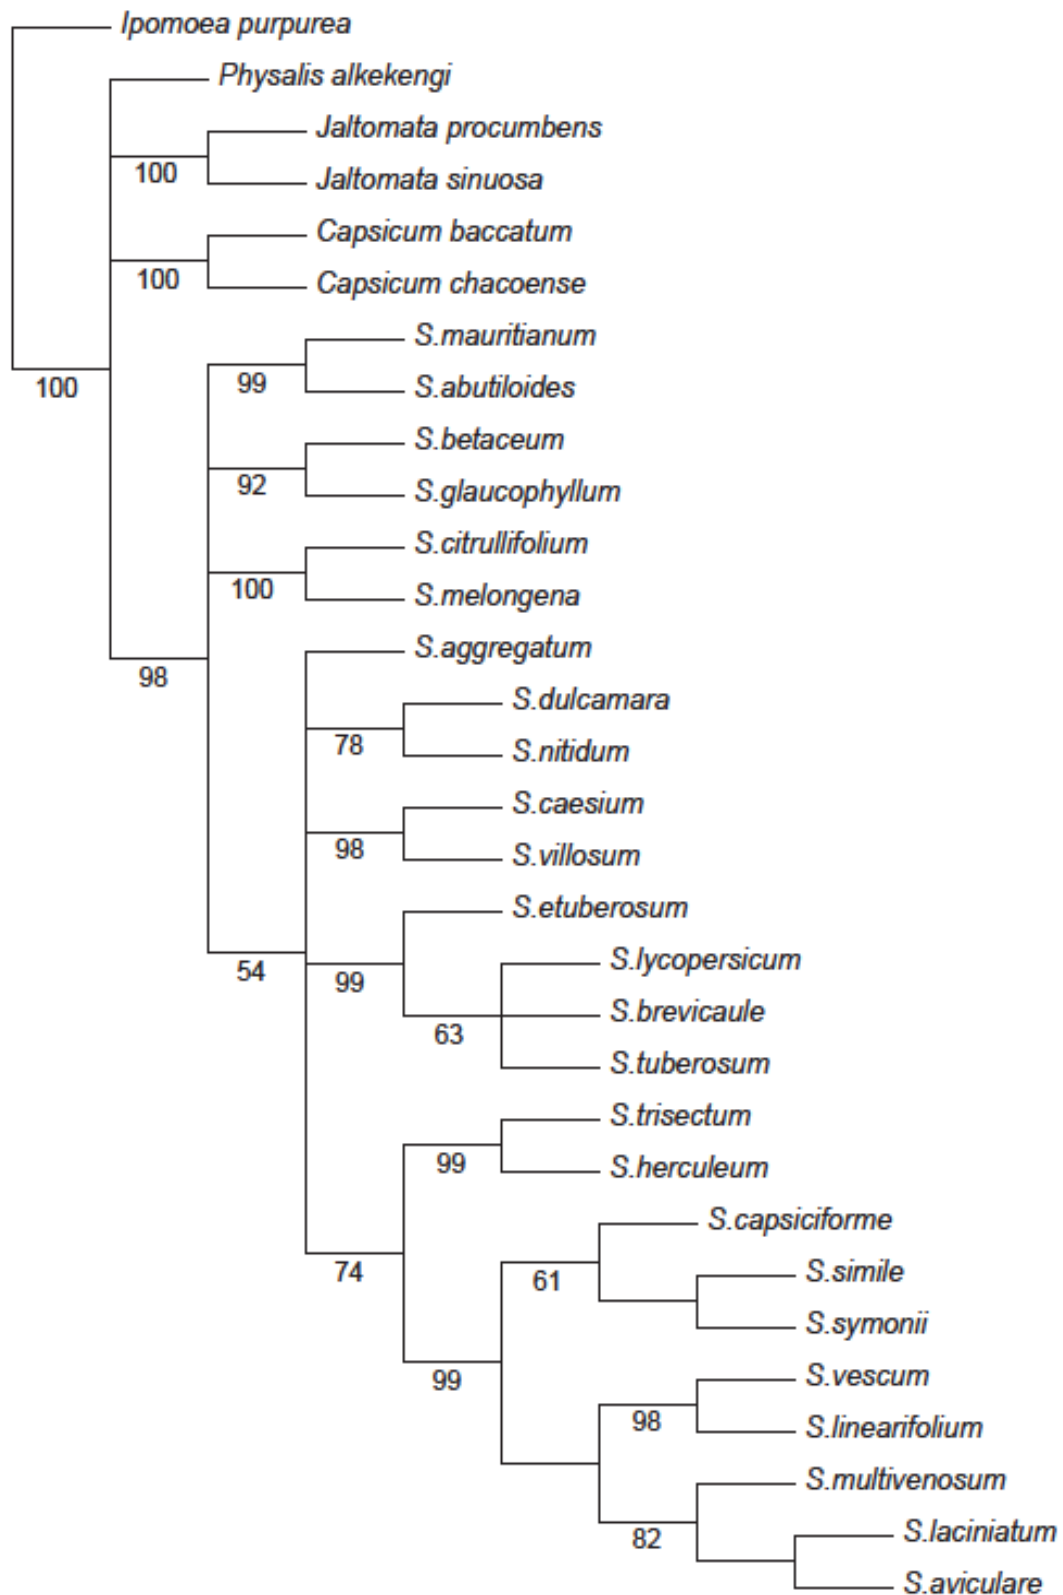 Ipomoea purpurea
Physalis alkekengi
Jaltomata procumbens
100
Jaltomata sinuosa
Capsicum baccatum
100
Capsicum chacoense
S.mauritianum
100
99
S.abutiloides
S.betaceum
92
S.glaucophyllum
S.citrullifolium
100
S.melongena
S.aggregatum
98
S.dulcamara
78
S.nitidum
S.caesium
98
S.villosum
S.etuberosum
S.lycopersicum
54
99
S.brevicaule
63
S.tuberosum
S.trisectum
99
S.herculeum
S.capsiciforme
74
61
S.simile
S.symonii
S.vescum
99
98
S.linearifolium
S.multivenosum
82
S.laciniatum
S.aviculare